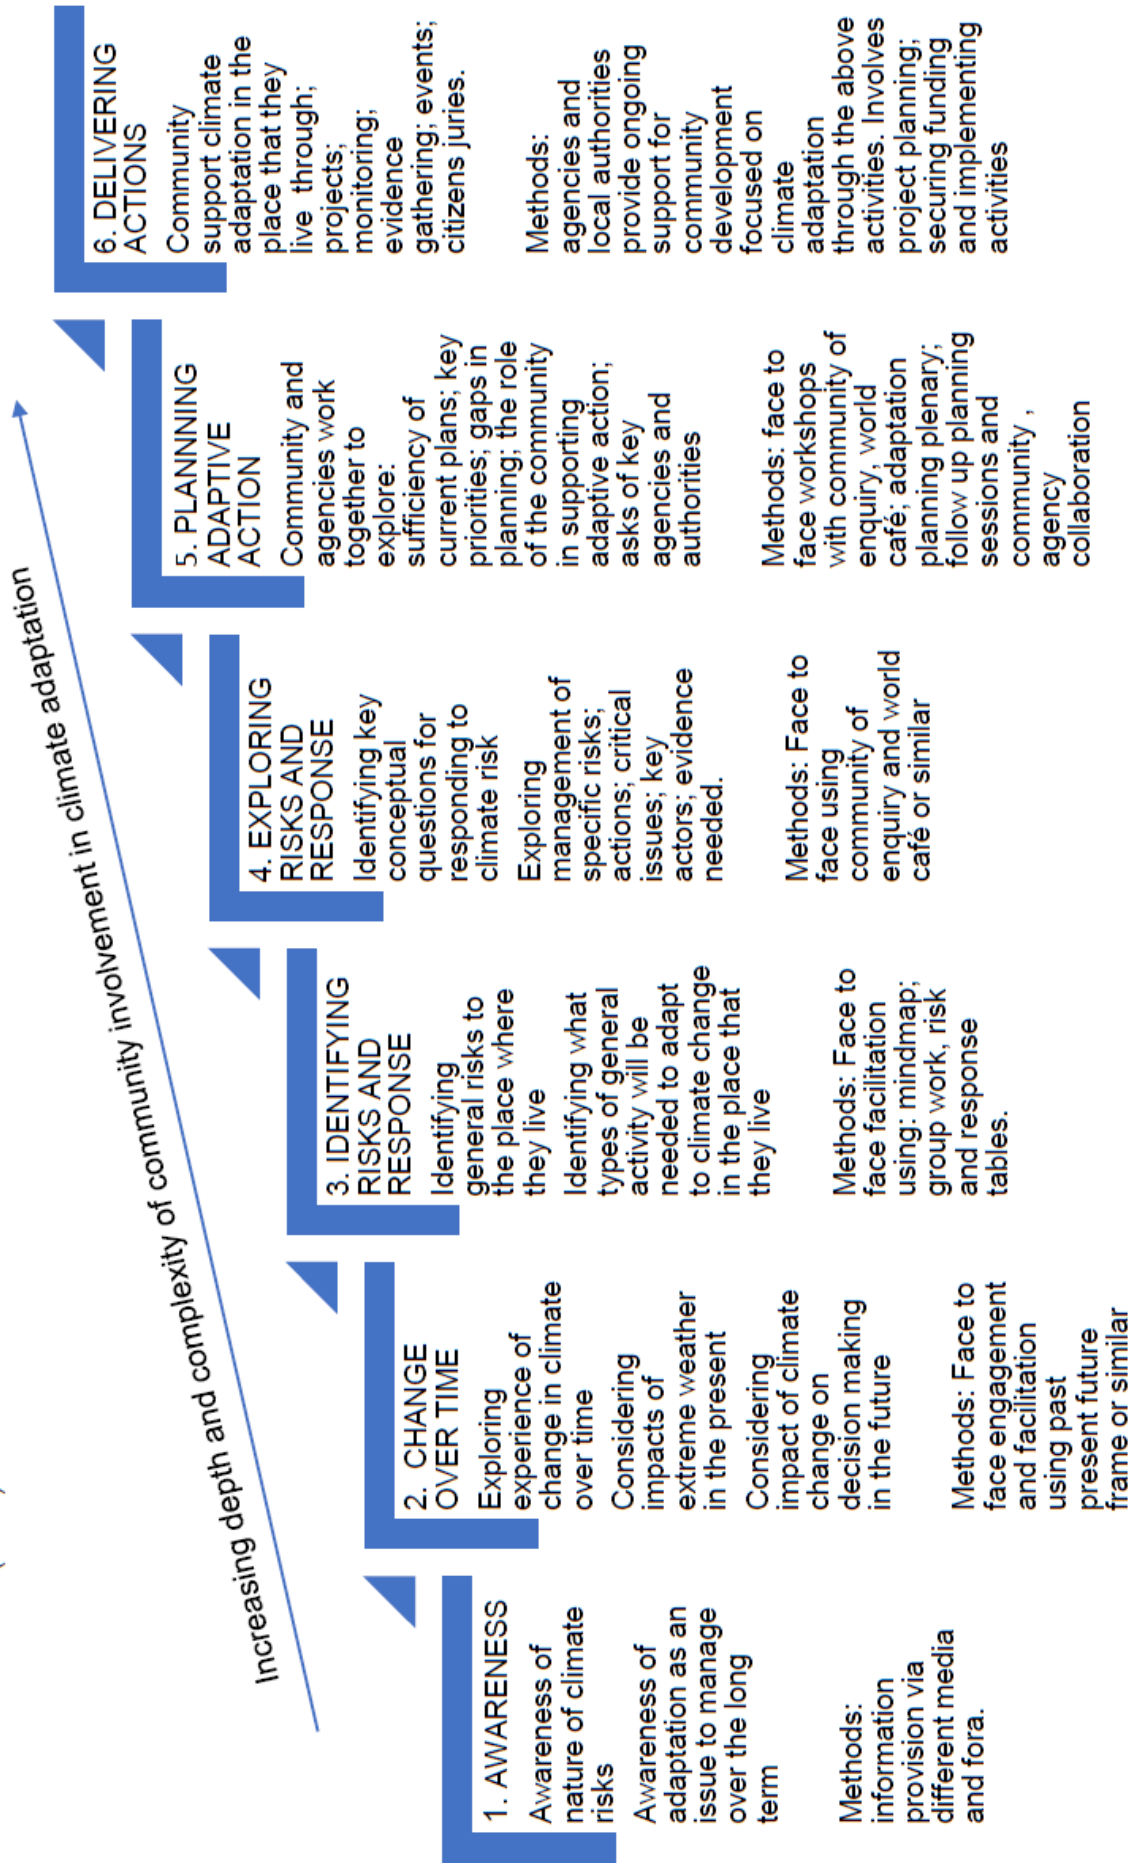 Increasing depth and complexity of community involvement in climate adaptation
1. AWARENESS
Awareness of
nature of climate
risks
Awareness of
adaptation as an
issue to manage
over the long
term
Methods:
information
provision via
different media
and fora.
2. CHANGE
OVER TIME
Exploring
experience of
change in climate
over time
Considering
impacts of
extreme weather
in the present
Considering
impact of climate
change on
decision making
in the future
Methods: Face to
face engagement
and facilitation
using past
present future
frame or similar
3. IDENTIFYING
RISKS AND
RESPONSE
Identifying
general risks to
the place where
they live
Identifying what
types of general
activity will be
needed to adapt
to climate change
in the place that
they live
Methods: Face to
face facilitation
using: mindmap;
group work, risk
and response
tables.
4. EXPLORING
RISKS AND
RESPONSE
Identifying key
conceptual
questions for
responding to
climate risk
Exploring
management of
specific risks;
actions; critical
issues; key
actors; evidence
needed.
Methods: Face to
face using
community of
enquiry and world
café or similar
5. PLANNNING
ADAPTIVE
ACTION
Community and
agencies work
together to
explore:
sufficiency of
current plans; key
priorities; gaps in
planning; the role
of the community
in supporting
adaptive action;
asks of key
agencies and
authorities
Methods: face to
face workshops
with community of
enquiry, world
café; adaptation
planning plenary;
follow up planning
sessions and
community ,
agency
collaboration
6. DELIVERING
ACTIONS
Community
support climate
adaptation in the
place that they
live through;
projects;
monitoring;
evidence
gathering; events;
citizens juries.
Methods:
agencies and
local authorities
provide ongoing
support for
community
development
focused on
climate
adaptation
through the above
activities. Involves
project planning;
securing funding
and implementing
activities